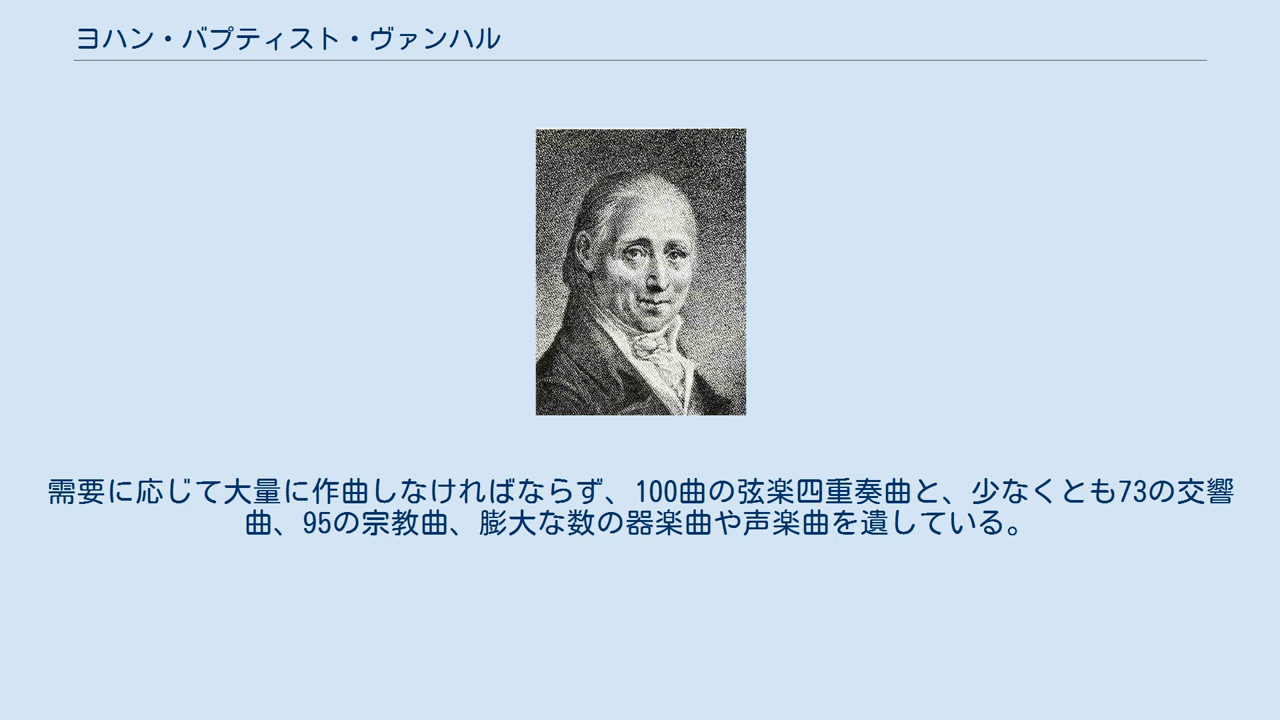 ヨハン・バプティスト・ヴァンハル
需要に応じて大量に作曲しなければならず、100曲の弦楽四重奏曲と、少なくとも73の交響
曲、95の宗教曲、膨大な数の器楽曲や声楽曲を遺している。